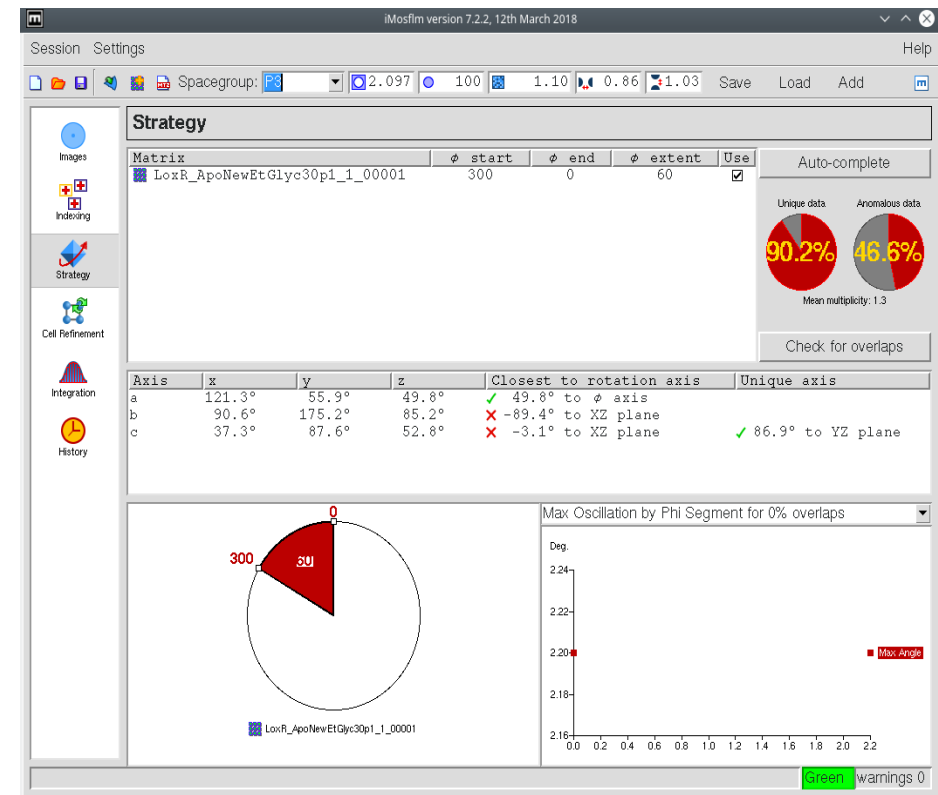 iMosflm version 7.2.2, 12th March 2018
Session Settings Help
Spacegroup: P3 2.097 100 1.10 0.86 1.03 Save Load Add m
Images
Indexing
Strategy
Cell Refinement
Integration
History
Strategy
Matrix ϕ start ϕ end ϕ extent Use
LoxR_ApoNewEtGlyc30p1_1_00001 300 0 60
Auto-complete
Unique data Anomalous data
90.2% 46.6%
Mean multiplicity: 1.3
Check for overlaps
Axis x y z Closest to rotation axis Unique axis
a 121.3° 55.9° 49.8° ✓ 49.8° to ϕ axis
b 90.6° 175.2° 85.2° ✗ -89.4° to XZ plane
c 37.3° 87.6° 52.8° ✗ -3.1° to XZ plane ✓ 86.9° to YZ plane
0
300
60
LoxR_ApoNewEtGlyc30p1_1_00001
Max Oscillation by Phi Segment for 0% overlaps
Deg.
2.24
2.22
2.20
Max Angle
2.18
2.16
0.0 0.2 0.4 0.6 0.8 1.0 1.2 1.4 1.6 1.8 2.0 2.2
Green warnings 0